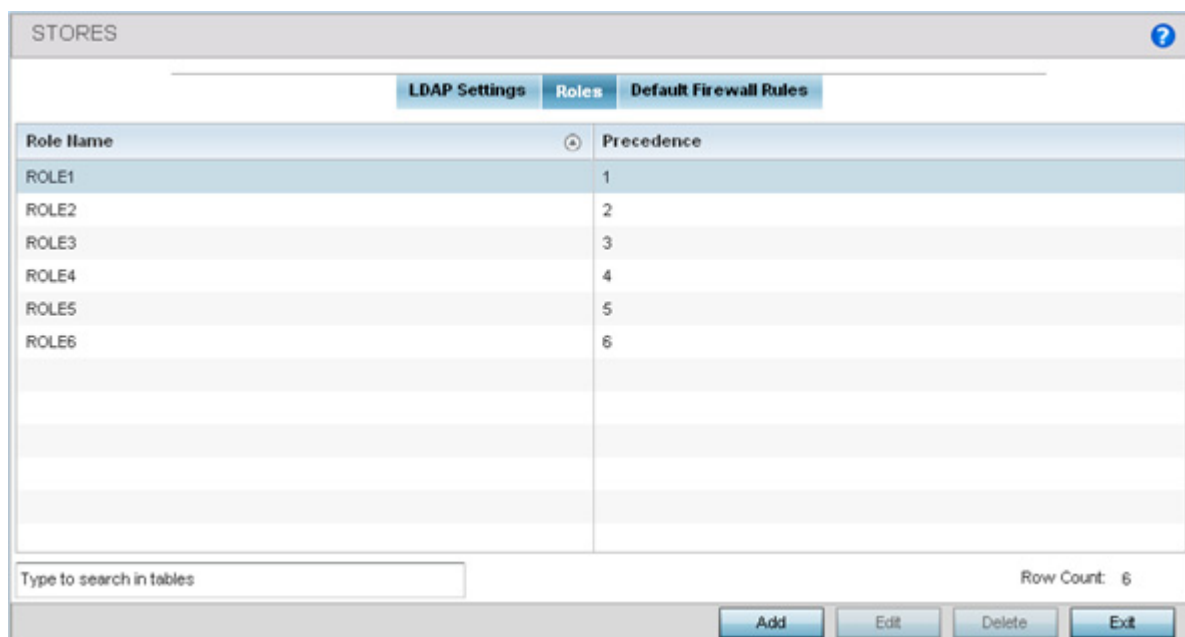 STORES
?
LDAP Settings Roles Default Firewall Rules
Role Name Precedence
ROLE1 1
ROLE2 2
ROLE3 3
ROLE4 4
ROLE5 5
ROLE6 6
Type to search in tables Row Count: 6
Add Edit Delete Exit